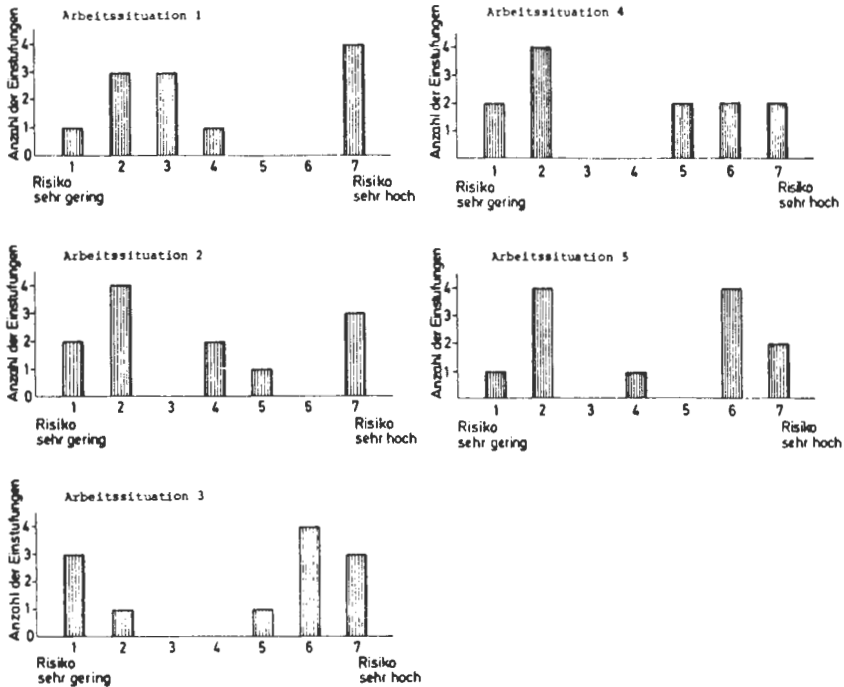 Arbeitssituation 1
Anzahl der Einstufungen
4
3
2
1
0
1 2 3 4 5 6 7
Risiko
sehr gering
Risiko
sehr hoch
Arbeitssituation 4
Anzahl der Einstufungen
4
3
2
1
1 2 3 4 5 6 7
Risiko
sehr gering
Risiko
sehr hoch
Arbeitssituation 2
Anzahl der Einstufungen
4
3
2
1
0
1 2 3 4 5 6 7
Risiko
sehr gering
Risiko
sehr hoch
Arbeitssituation 5
Anzahl der Einstufungen
4
3
2
1
1 2 3 4 5 6 7
Risiko
sehr gering
Risiko
sehr hoch
Arbeitssituation 3
Anzahl der Einstufungen
4
3
2
1
0
1 2 3 4 5 6 7
Risiko
sehr gering
Risiko
sehr hoch